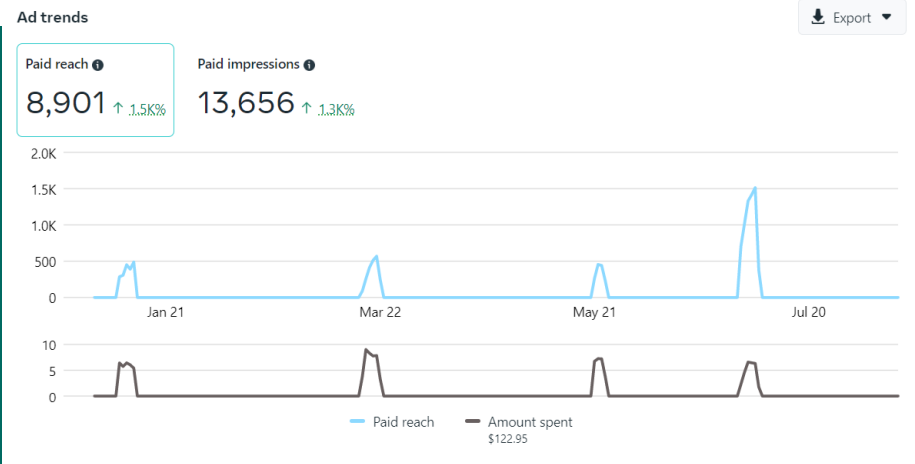 Ad trends
Export
Paid reach Paid impressions
8,901 ↑ 1.5K% 13,656 ↑ 1.3K%
2.0K
1.5K
1.0K
500
0
Jan 21 Mar 22 May 21 Jul 20
10
5
0
Paid reach Amount spent
$122.95